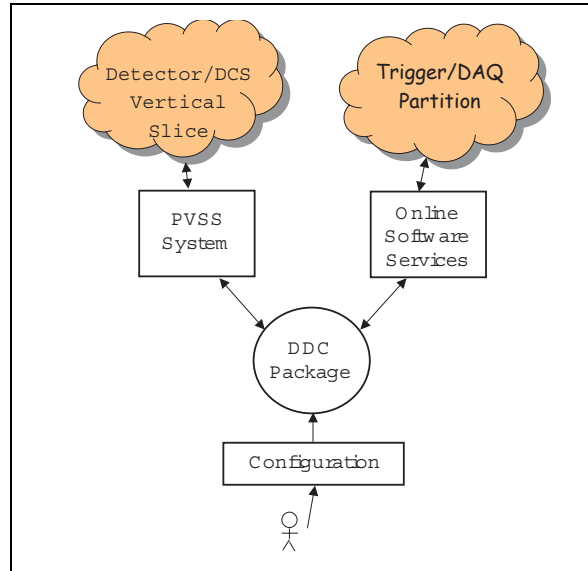 Detector/DCS
Vertical
Slice
Trigger/DAQ
Partition
PVSS
System
Online
Software
Services
DDC
Package
Configuration